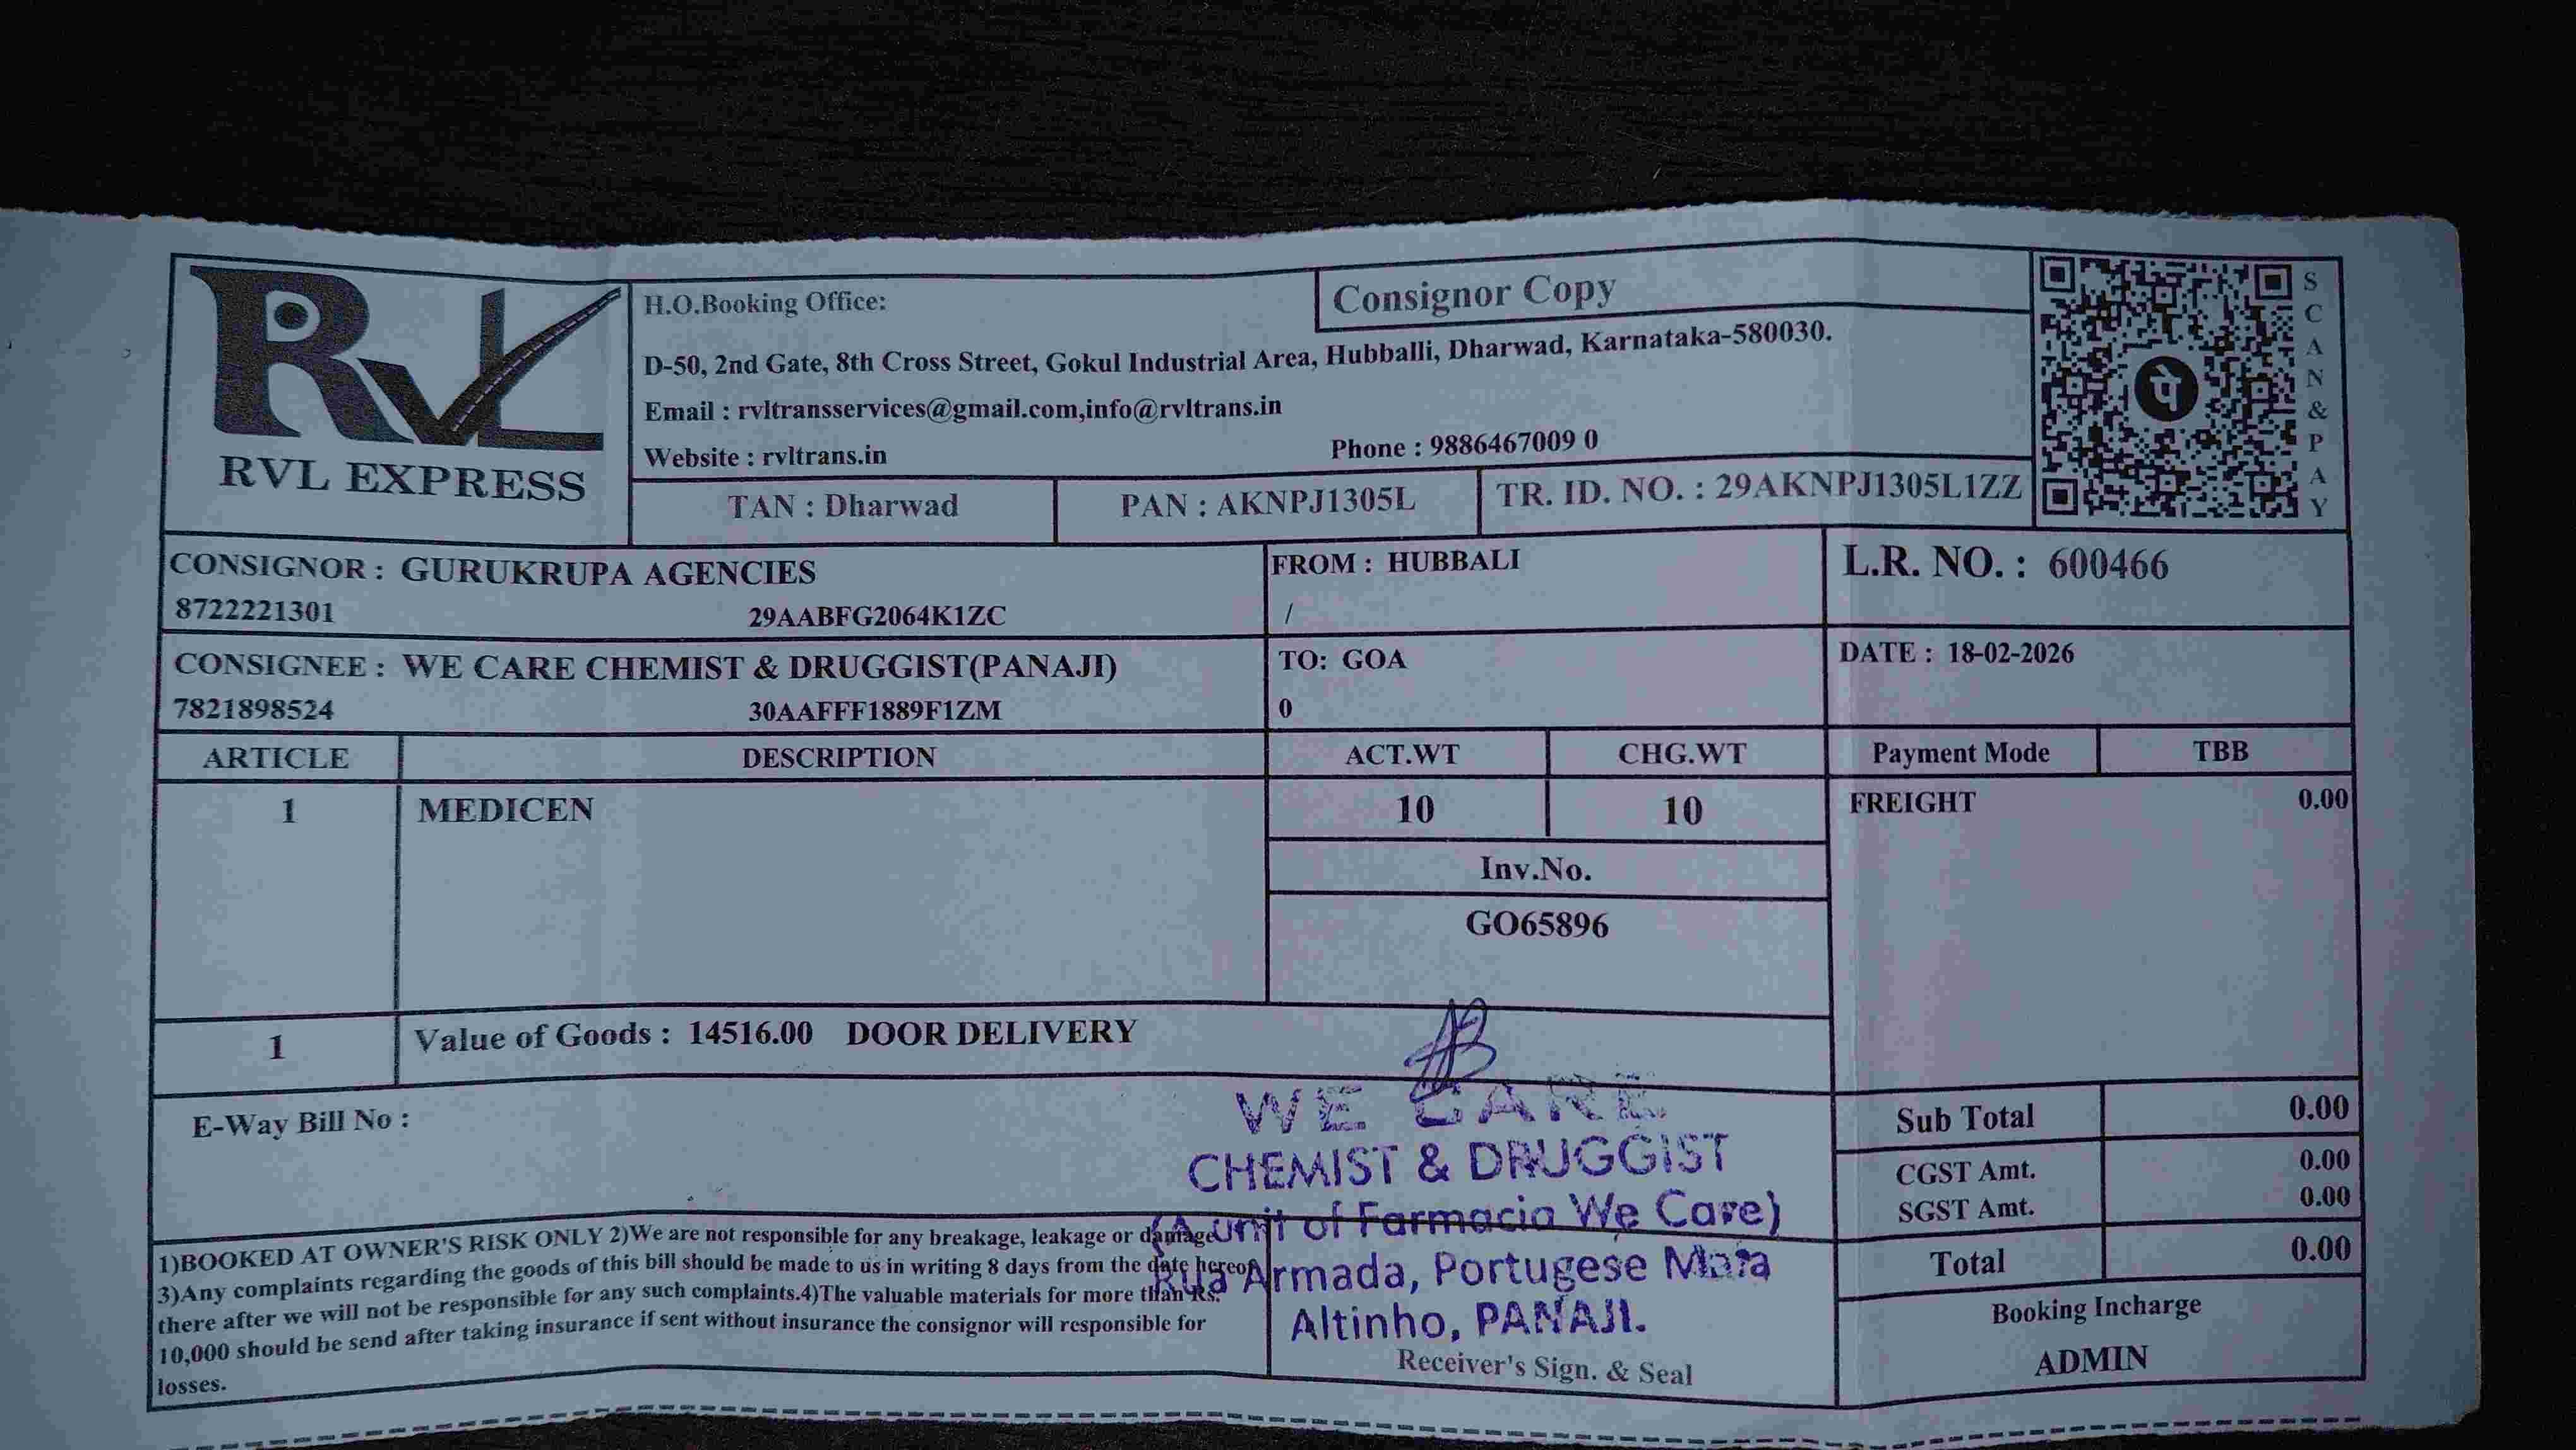 RVL
RVL EXPRESS
H.O.Booking Office:
Consignor Copy
D-50, 2nd Gate, 8th Cross Street, Gokul Industrial Area, Hubballi, Dharwad, Karnataka-580030.
Email : rvltransservices@gmail.com,info@rvltrans.in
Website : rvltrans.in
Phone : 9886467009 0
TAN : Dharwad
PAN : AKNPJ1305L
TR. ID. NO. : 29AKNPJ1305L1ZZ
पे
SCAN&PAY
CONSIGNOR : GURUKRUPA AGENCIES
8722221301 29AABFG2064K1ZC
FROM : HUBBALI
/
L.R. NO. : 600466
CONSIGNEE : WE CARE CHEMIST & DRUGGIST(PANAJI)
7821898524 30AAFFF1889F1ZM
TO: GOA
0
DATE : 18-02-2026
ARTICLE DESCRIPTION ACT.WT CHG.WT Payment Mode TBB
1 MEDICEN 10 10 FREIGHT 0.00
Inv.No.
GO65896
1 Value of Goods : 14516.00 DOOR DELIVERY
E-Way Bill No :
WE CARE
CHEMIST & DRUGGIST
(A unit of Farmacia We Care)
Rua Armada, Portugese Mata
Altinho, PANAJI.
Receiver's Sign. & Seal
Sub Total 0.00
CGST Amt. 0.00
SGST Amt. 0.00
Total 0.00
Booking Incharge
ADMIN
1)BOOKED AT OWNER'S RISK ONLY 2)We are not responsible for any breakage, leakage or damage
3)Any complaints regarding the goods of this bill should be made to us in writing 8 days from the date hereof
there after we will not be responsible for any such complaints.4)The valuable materials for more than Rs.
10,000 should be send after taking insurance if sent without insurance the consignor will responsible for
losses.